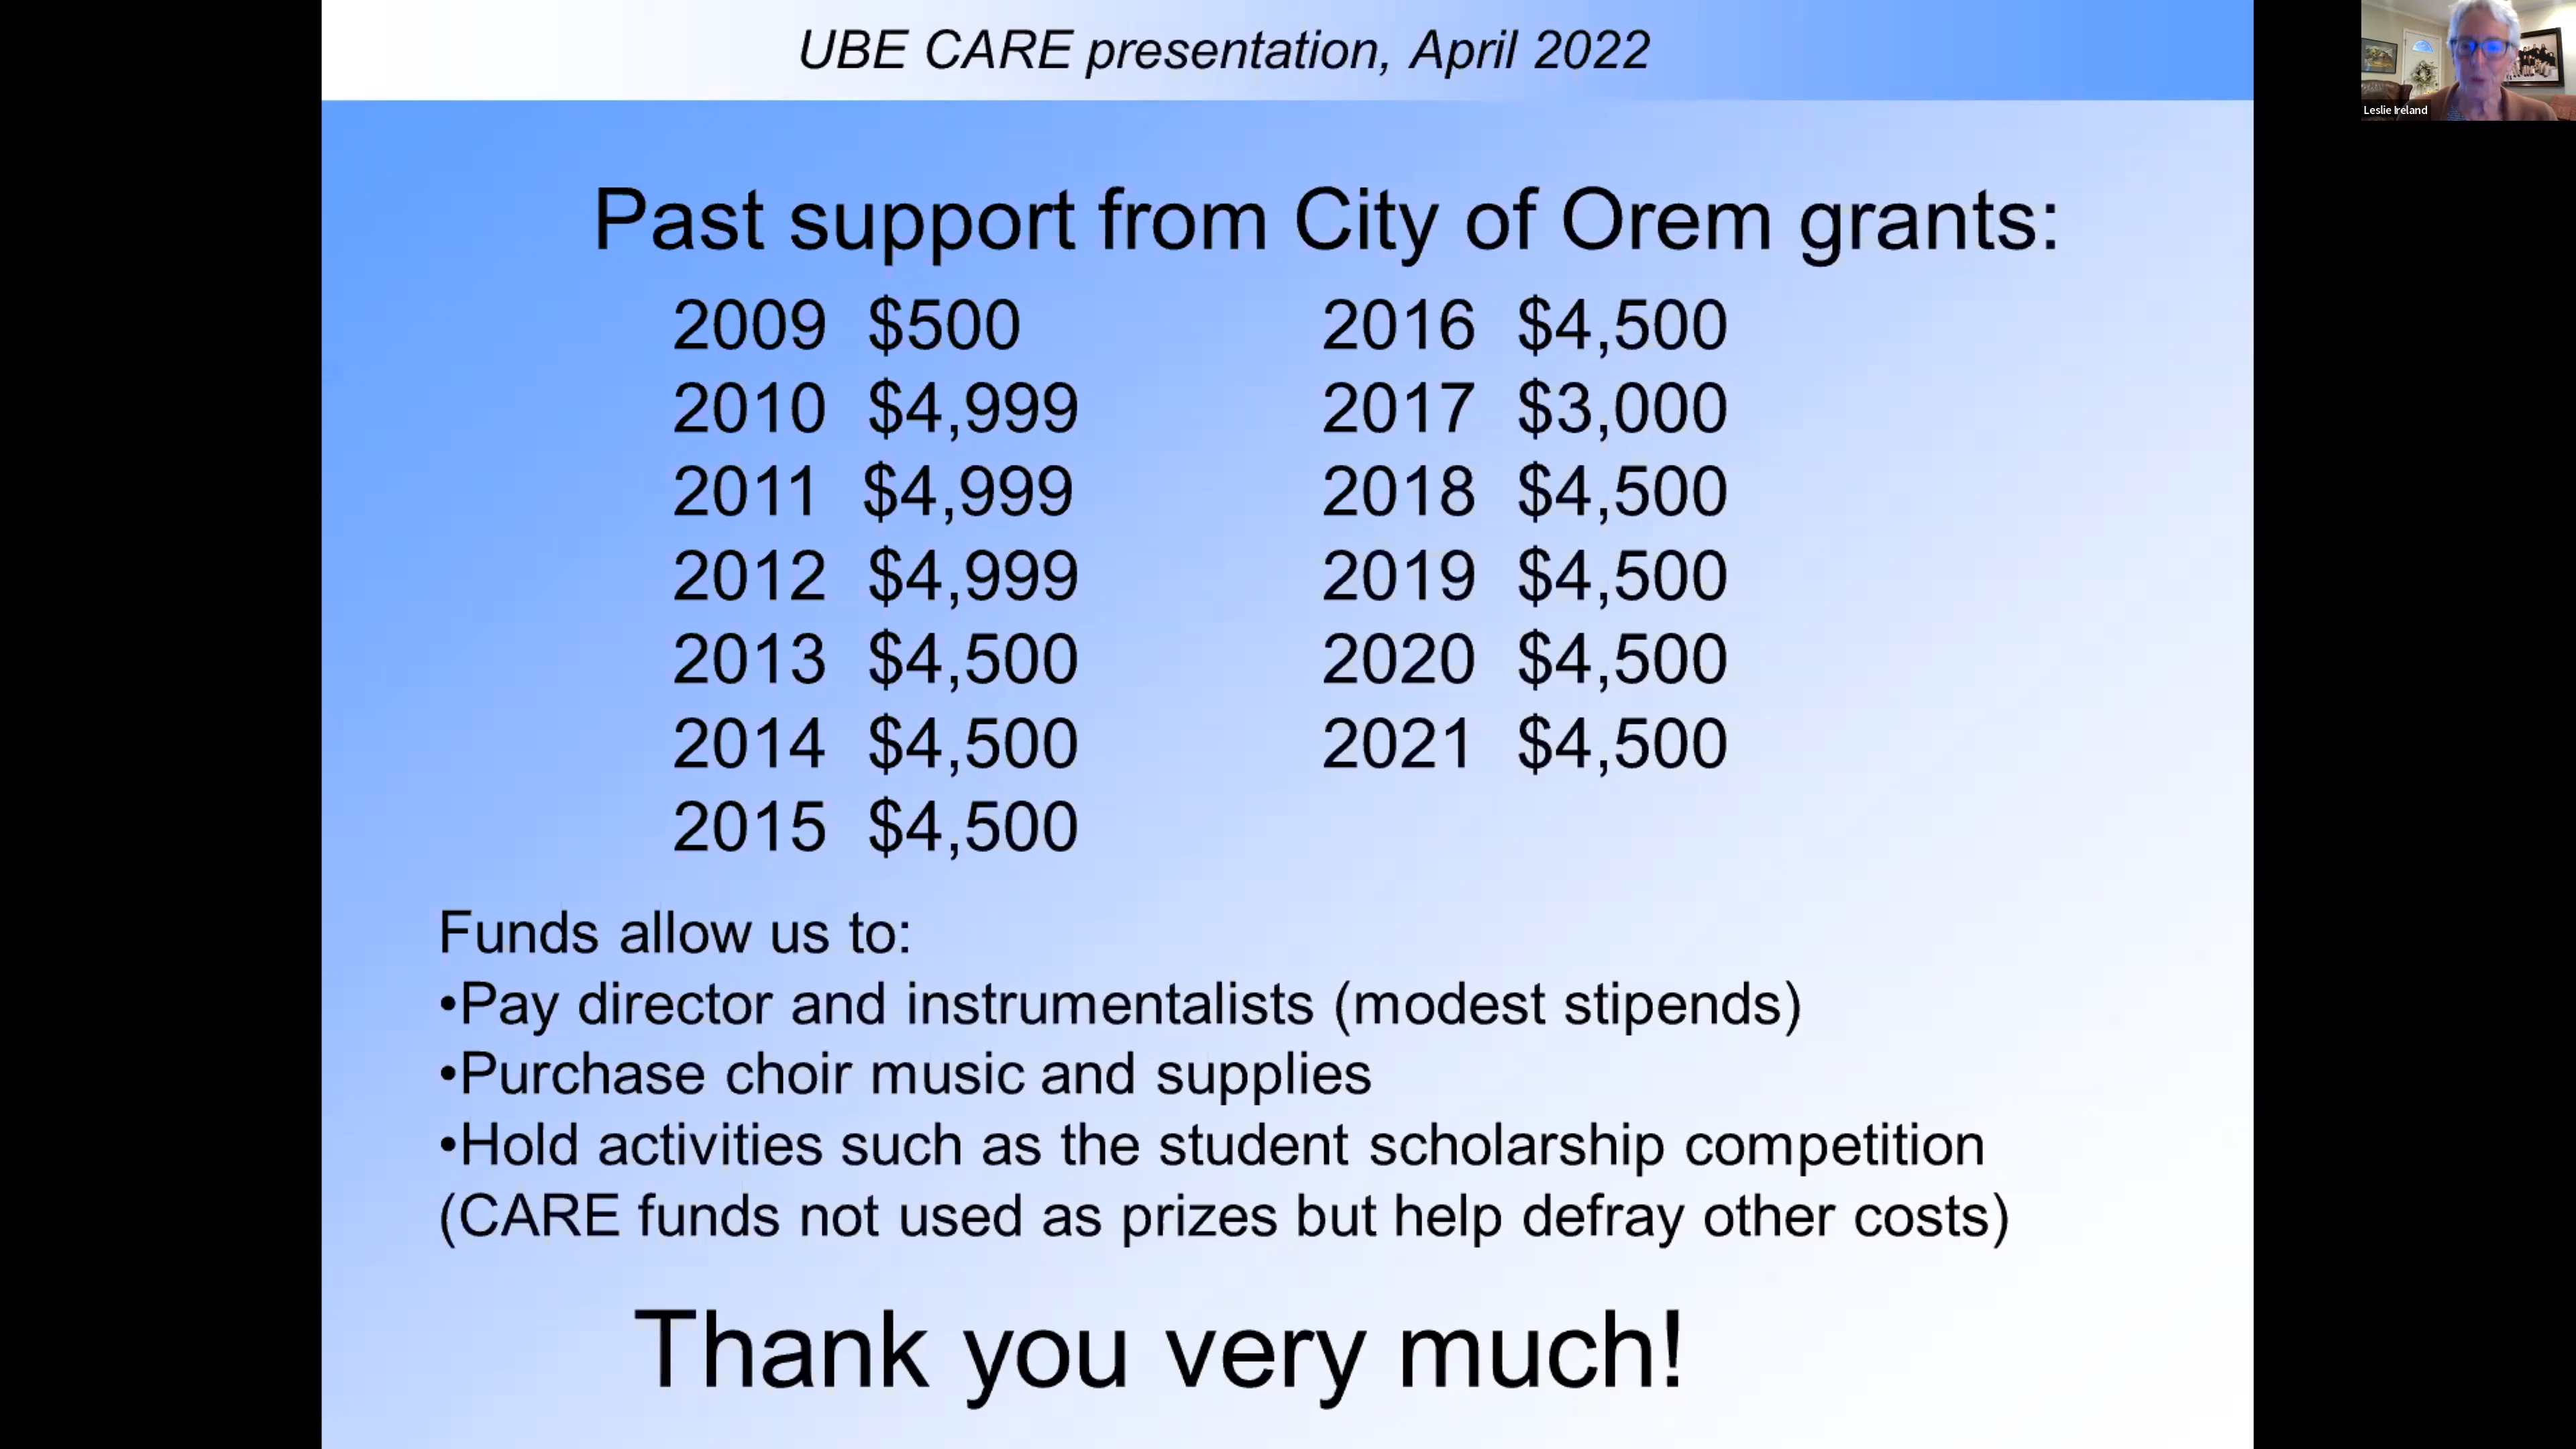 UBE CARE presentation, April 2022
Leslie Ireland
Past support from City of Orem grants:
2009 $500
2010 $4,999
2011 $4,999
2012 $4,999
2013 $4,500
2014 $4,500
2015 $4,500
2016 $4,500
2017 $3,000
2018 $4,500
2019 $4,500
2020 $4,500
2021 $4,500
Funds allow us to:
•Pay director and instrumentalists (modest stipends)
•Purchase choir music and supplies
•Hold activities such as the student scholarship competition
(CARE funds not used as prizes but help defray other costs)
Thank you very much!